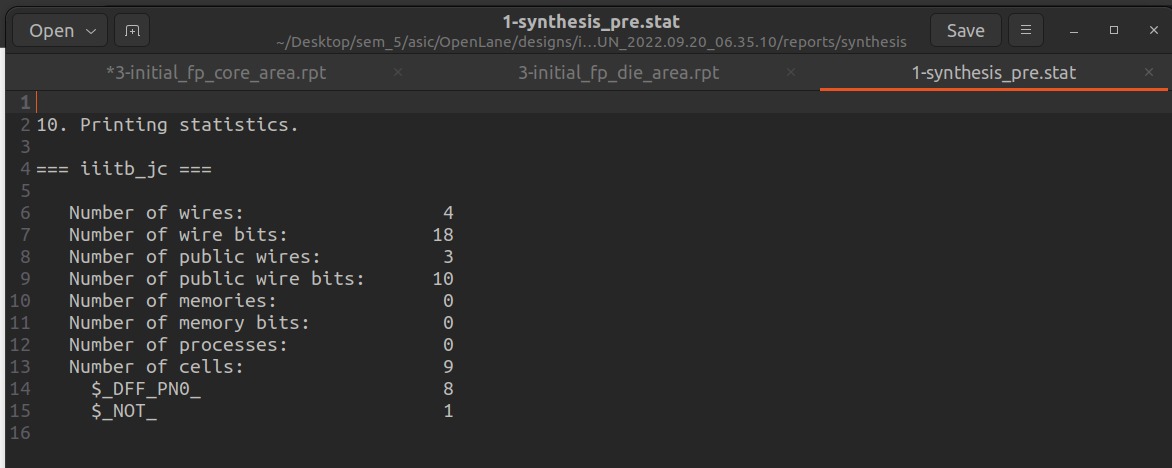 Open
1-synthesis_pre.stat
~/Desktop/sem_5/asic/OpenLane/designs/i...UN_2022.09.20_06.35.10/reports/synthesis
Save
*3-initial_fp_core_area.rpt
3-initial_fp_die_area.rpt
1-synthesis_pre.stat
1
2 10. Printing statistics.
3
4 === iiitb_jc ===
5
6 Number of wires: 4
7 Number of wire bits: 18
8 Number of public wires: 3
9 Number of public wire bits: 10
10 Number of memories: 0
11 Number of memory bits: 0
12 Number of processes: 0
13 Number of cells: 9
14 $_DFF_PN0_ 8
15 $_NOT_ 1
16